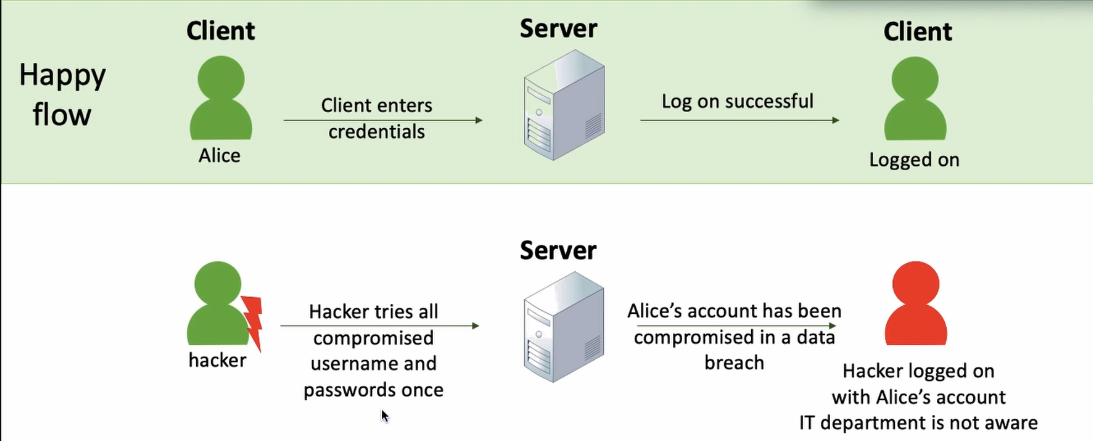 Client
Server
Client
Happy
flow
Client enters
credentials
Log on successful
Alice
Logged on
Server
Hacker tries all
compromised
username and
passwords once
Alice's account has been
compromised in a data
breach
hacker
Hacker logged on
with Alice's account
IT department is not aware